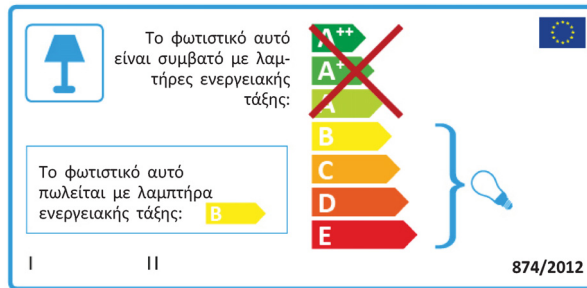 Το φωτιστικό αυτό
είναι συμβατό με λαμ-
τήρες ενεργειακής
τάξης:
A++
A+
A
B
C
D
E
Το φωτιστικό αυτό
πωλείται με λαμπτήρα
ενεργειακής τάξης: B
I II
874/2012